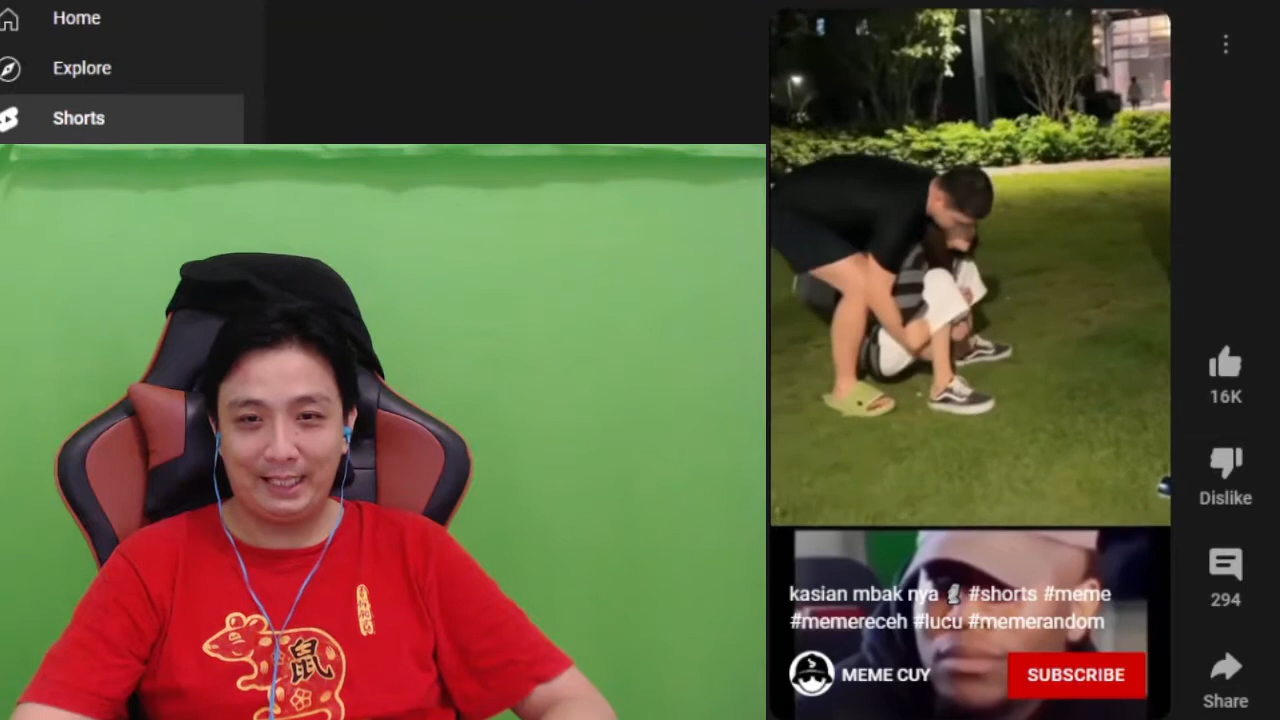 Home
Explore
Shorts
16K
Dislike
294
Share
kasian mbak nya 🗿 #shorts #meme
#memereceh #lucu #memerandom
MEME CUY
SUBSCRIBE
鼠